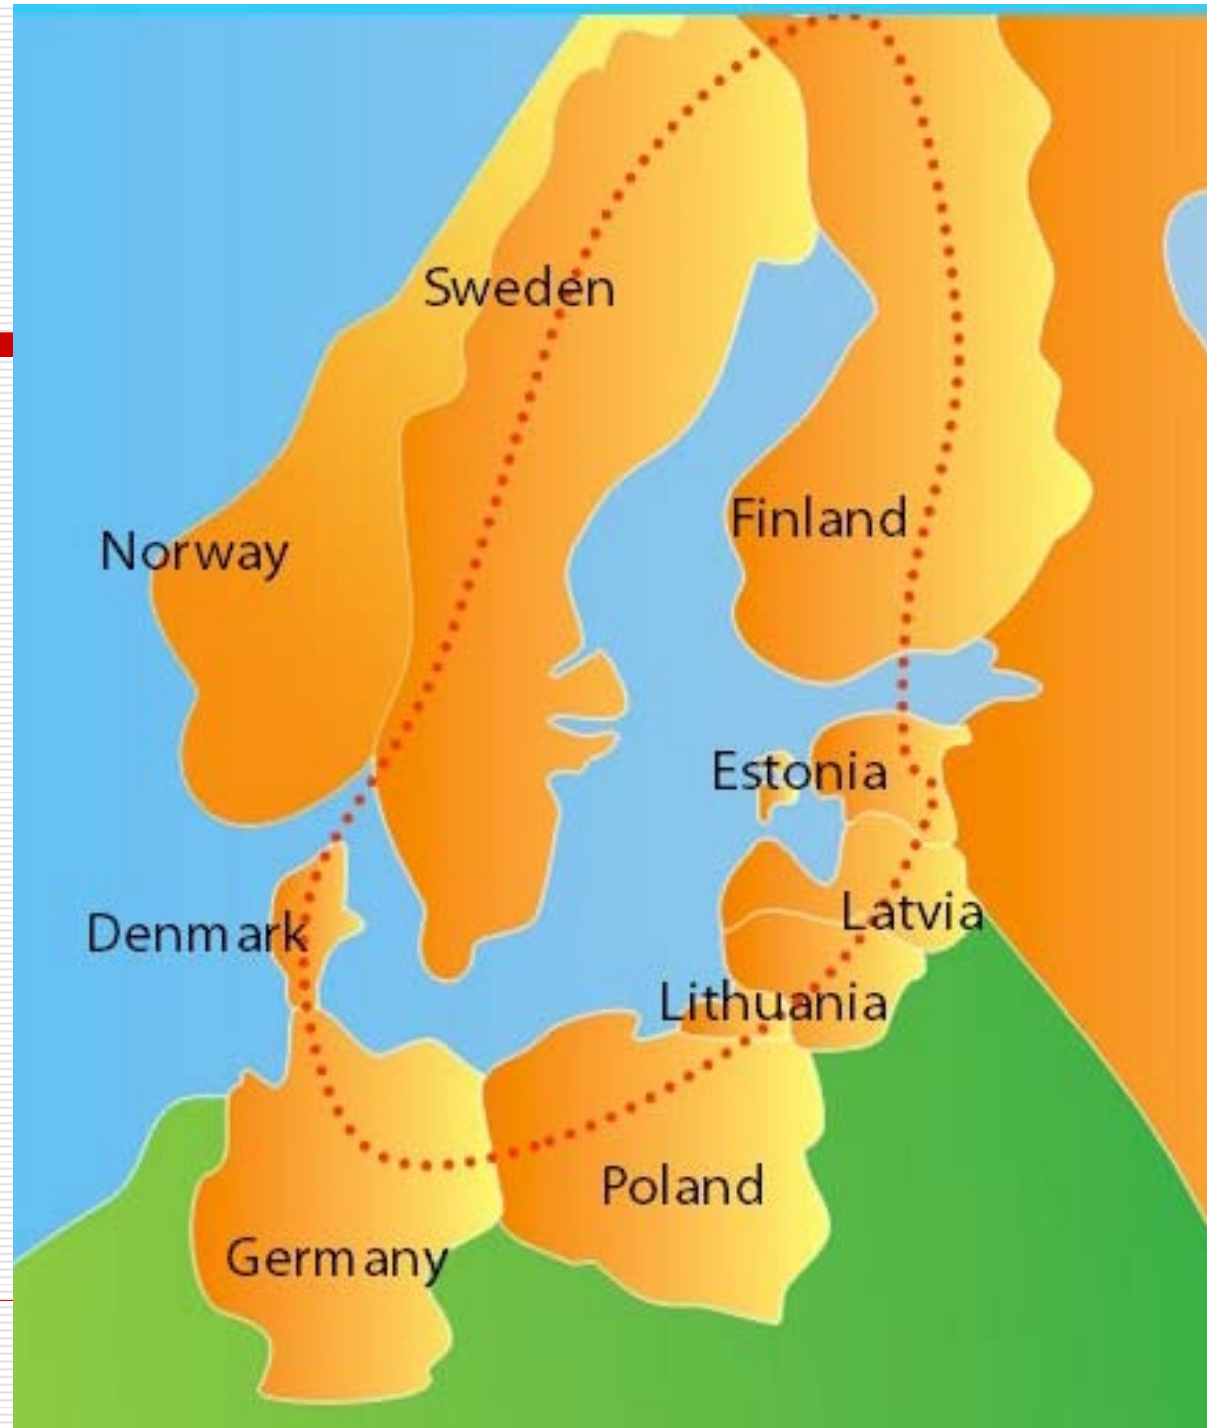 Sweden
Finland
Norway
Estonia
Latvia
Denmark
Lithuania
Poland
Germany